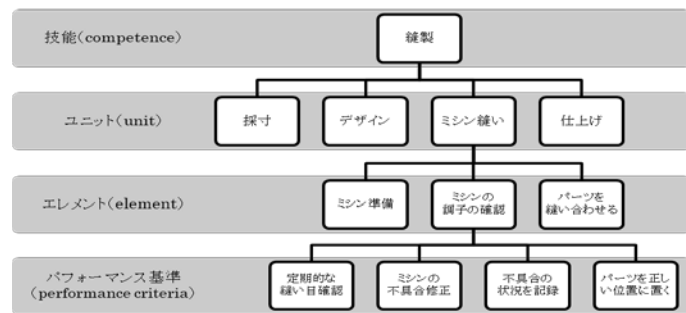 技能(competence)
縫製
ユニット(unit)
採寸
デザイン
ミシン縫い
仕上げ
エレメント(element)
ミシン準備
ミシンの
調子の確認
パーツを
縫い合わせる
パフォーマンス基準
(performance criteria)
定期的な
縫い目確認
ミシンの
不具合修正
不具合の
状況を記録
パーツを正し
い位置に置く